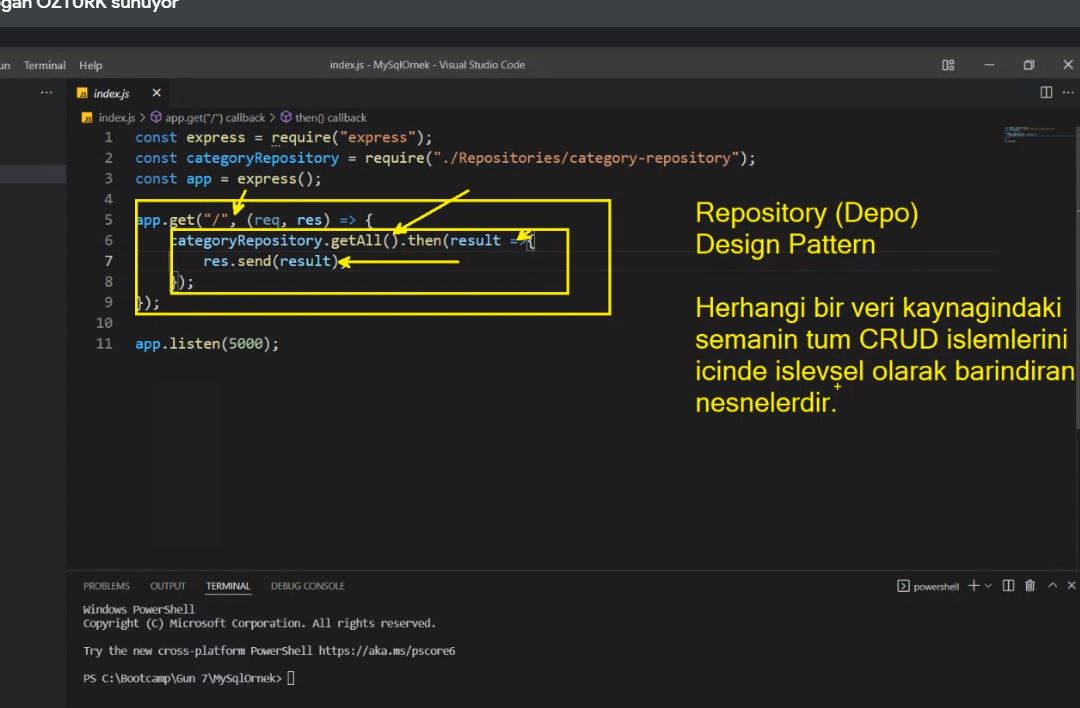 gan ÖZTÜRK sunuyor
un Terminal Help index.js - MySqlOrnek - Visual Studio Code
index.js
index.js > app.get("/") callback > then() callback
1 const express = require("express");
2 const categoryRepository = require("./Repositories/category-repository");
3 const app = express();
4
5 app.get("/", (req, res) => {
6 categoryRepository.getAll().then(result => {
7 res.send(result);
8 });
9 });
10
11 app.listen(5000);
Repository (Depo)
Design Pattern
Herhangi bir veri kaynagindaki
semanin tum CRUD islemlerini
icinde islevsel olarak barindiran
nesnelerdir.
PROBLEMS OUTPUT TERMINAL DEBUG CONSOLE powershell
Windows PowerShell
Copyright (C) Microsoft Corporation. All rights reserved.
Try the new cross-platform PowerShell https://aka.ms/pscore6
PS C:\Bootcamp\Gun 7\MySqlOrnek>